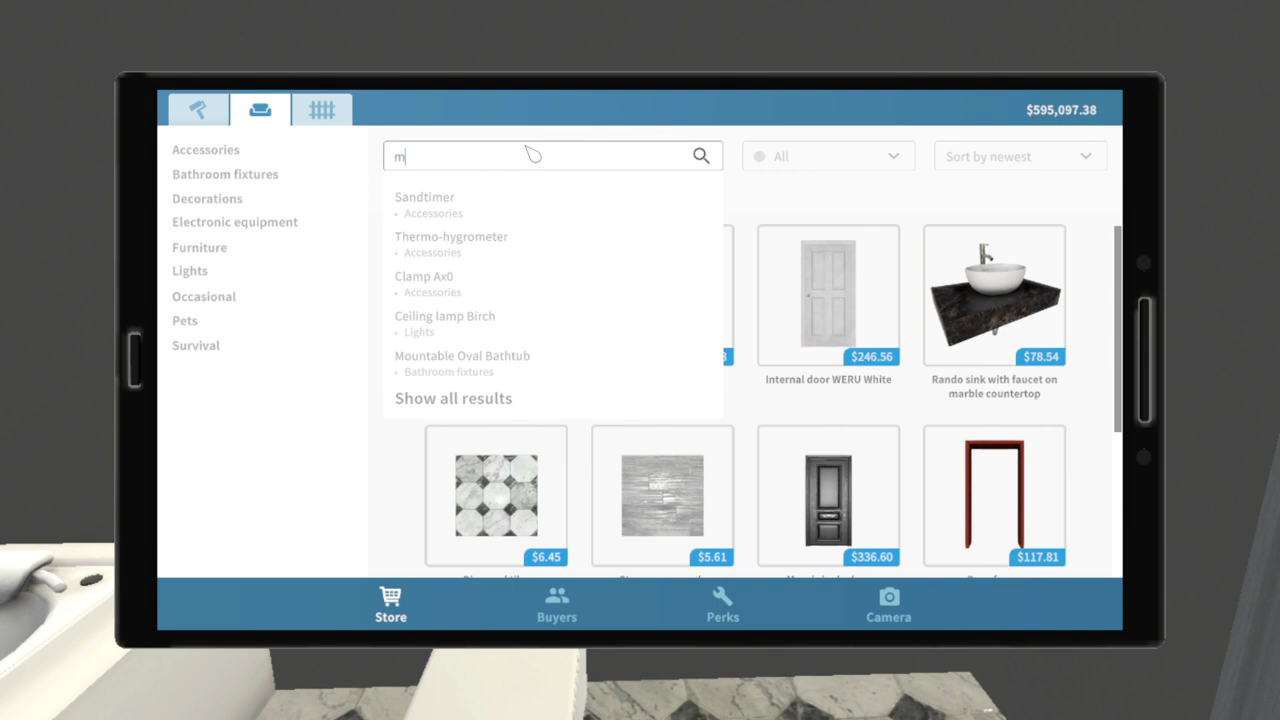 $595,097.38
Accessories
Bathroom fixtures
Decorations
Electronic equipment
Furniture
Lights
Occasional
Pets
Survival
m
All
Sort by newest
Sandtimer
• Accessories
Thermo-hygrometer
• Accessories
Clamp Ax0
• Accessories
Ceiling lamp Birch
• Lights
Mountable Oval Bathtub
• Bathroom fixtures
Show all results
$246.56
$78.54
Internal door WERU White
Rando sink with faucet on
marble countertop
$6.45
$5.61
$336.60
$117.81
Store
Buyers
Perks
Camera